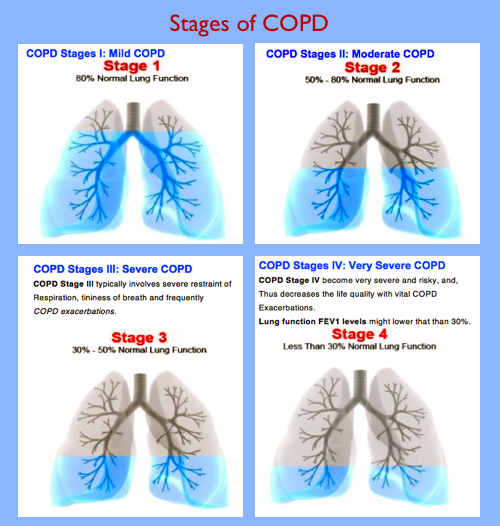 Stages of COPD
COPD Stages I: Mild COPD
Stage 1
80% Normal Lung Function
COPD Stages II: Moderate COPD
Stage 2
50% - 80% Normal Lung Function
COPD Stages III: Severe COPD
COPD Stage III typically involves severe restraint of
Respiration, tininess of breath and frequently
COPD exacerbations.
Stage 3
30% - 50% Normal Lung Function
COPD Stages IV: Very Severe COPD
COPD Stage IV become very severe and risky, and,
Thus decreases the life quality with vital COPD
Exacerbations.
Lung function FEV1 levels might lower that than 30%.
Stage 4
Less Than 30% Normal Lung Function